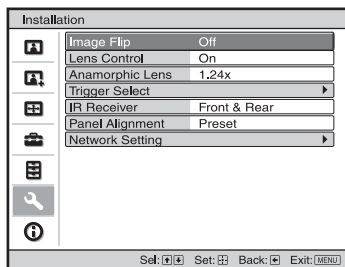 Installation
Image Flip Off
Lens Control On
Anamorphic Lens 1.24x
Trigger Select
IR Receiver Front & Rear
Panel Alignment Preset
Network Setting
Sel: Set: Back: Exit: MENU